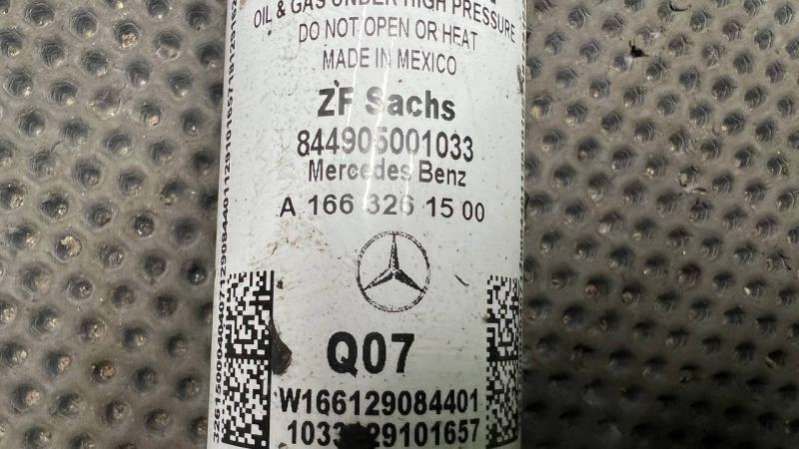 OIL & GAS UNDER HIGH PRESSURE
DO NOT OPEN OR HEAT
MADE IN MEXICO
ZF Sachs
844905001033
Mercedes Benz
A 166 326 15 00
Q07
W166129084401